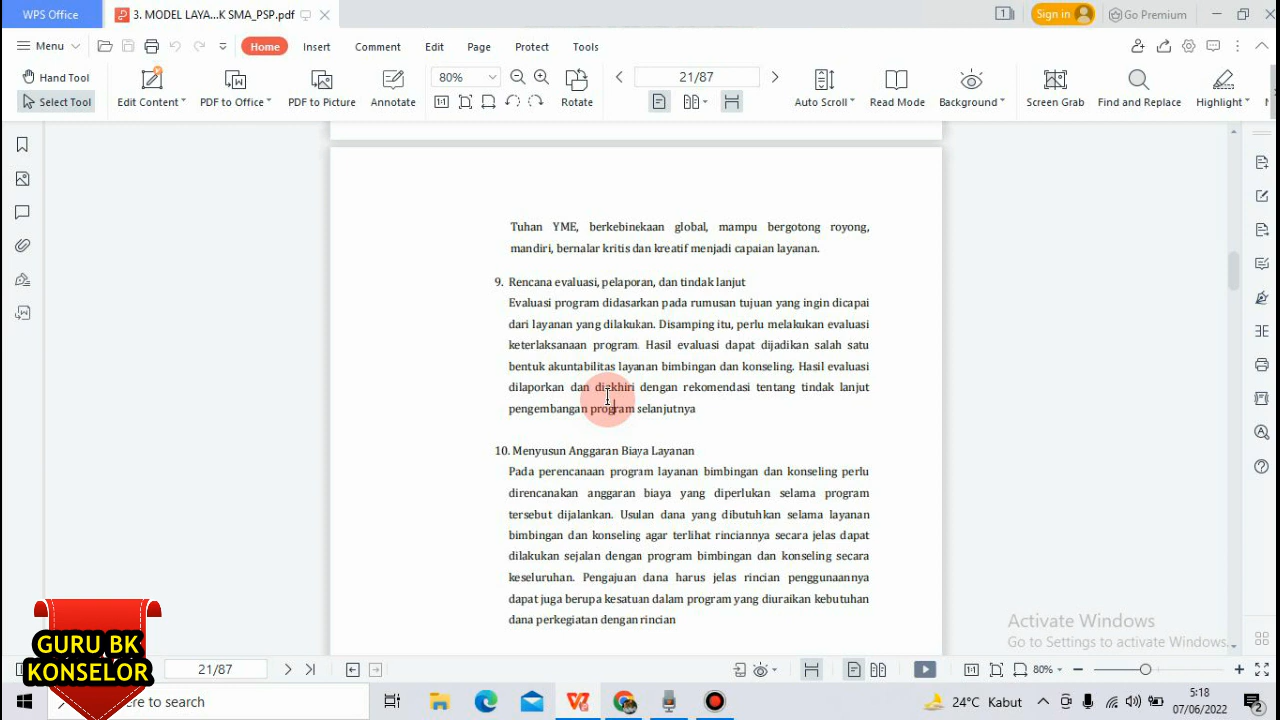 WPS Office
3. MODEL LAYA...K SMA_PSP.pdf
1
Sign in
Go Premium
Menu
Home
Insert
Comment
Edit
Page
Protect
Tools
Hand Tool
Select Tool
Edit Content
PDF to Office
PDF to Picture
Annotate
80%
Rotate
21/87
Auto Scroll
Read Mode
Background
Screen Grab
Find and Replace
Highlight
Tuhan YME, berkebinekaan global, mampu bergotong royong,
mandiri, bernalar kritis dan kreatif menjadi capaian layanan.
9. Rencana evaluasi, pelaporan, dan tindak lanjut
Evaluasi program didasarkan pada rumusan tujuan yang ingin dicapai
dari layanan yang dilakukan. Disamping itu, perlu melakukan evaluasi
keterlaksanaan program. Hasil evaluasi dapat dijadikan salah satu
bentuk akuntabilitas layanan bimbingan dan konseling. Hasil evaluasi
dilaporkan dan diakhiri dengan rekomendasi tentang tindak lanjut
pengembangan program selanjutnya
10. Menyusun Anggaran Biaya Layanan
Pada perencanaan program layanan bimbingan dan konseling perlu
direncanakan anggaran biaya yang diperlukan selama program
tersebut dijalankan. Usulan dana yang dibutuhkan selama layanan
bimbingan dan konseling agar terlihat rinciannya secara jelas dapat
dilakukan sejalan dengan program bimbingan dan konseling secara
keseluruhan. Pengajuan dana harus jelas rincian penggunaannya
dapat juga berupa kesatuan dalam program yang diuraikan kebutuhan
dana perkegiatan dengan rincian
Activate Windows
Go to Settings to activate Windows.
GURU BK
KONSELOR
21/87
80%
ere to search
24°C Kabut
5:18
07/06/2022
2